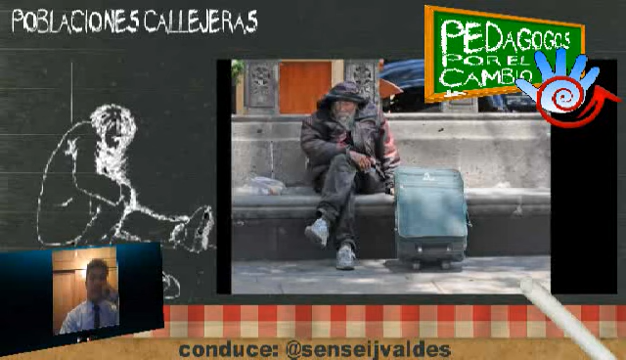 POBLACIONES CALLEJERAS
PEDAGOGOS
POR EL
CAMBIO
conduce: @senseijvaldes